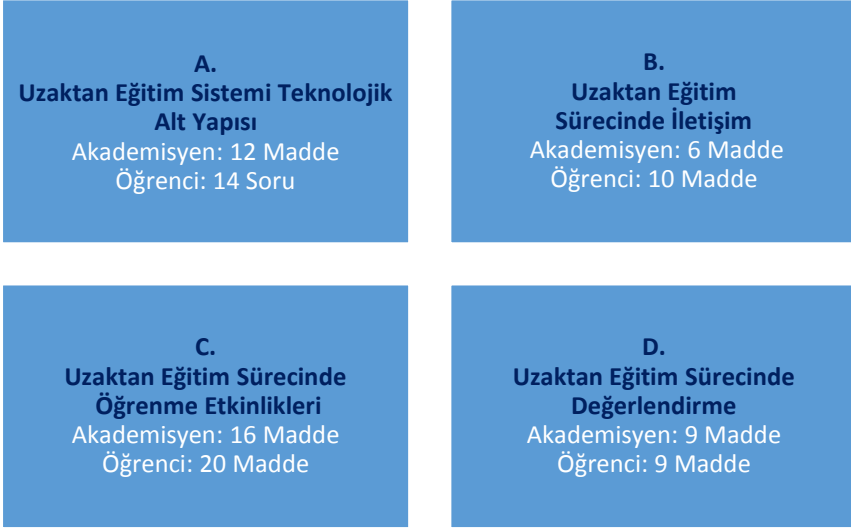 A.
Uzaktan Eğitim Sistemi Teknolojik
Alt Yapısı
Akademisyen: 12 Madde
Öğrenci: 14 Soru
B.
Uzaktan Eğitim
Sürecinde İletişim
Akademisyen: 6 Madde
Öğrenci: 10 Madde
C.
Uzaktan Eğitim Sürecinde
Öğrenme Etkinlikleri
Akademisyen: 16 Madde
Öğrenci: 20 Madde
D.
Uzaktan Eğitim Sürecinde
Değerlendirme
Akademisyen: 9 Madde
Öğrenci: 9 Madde